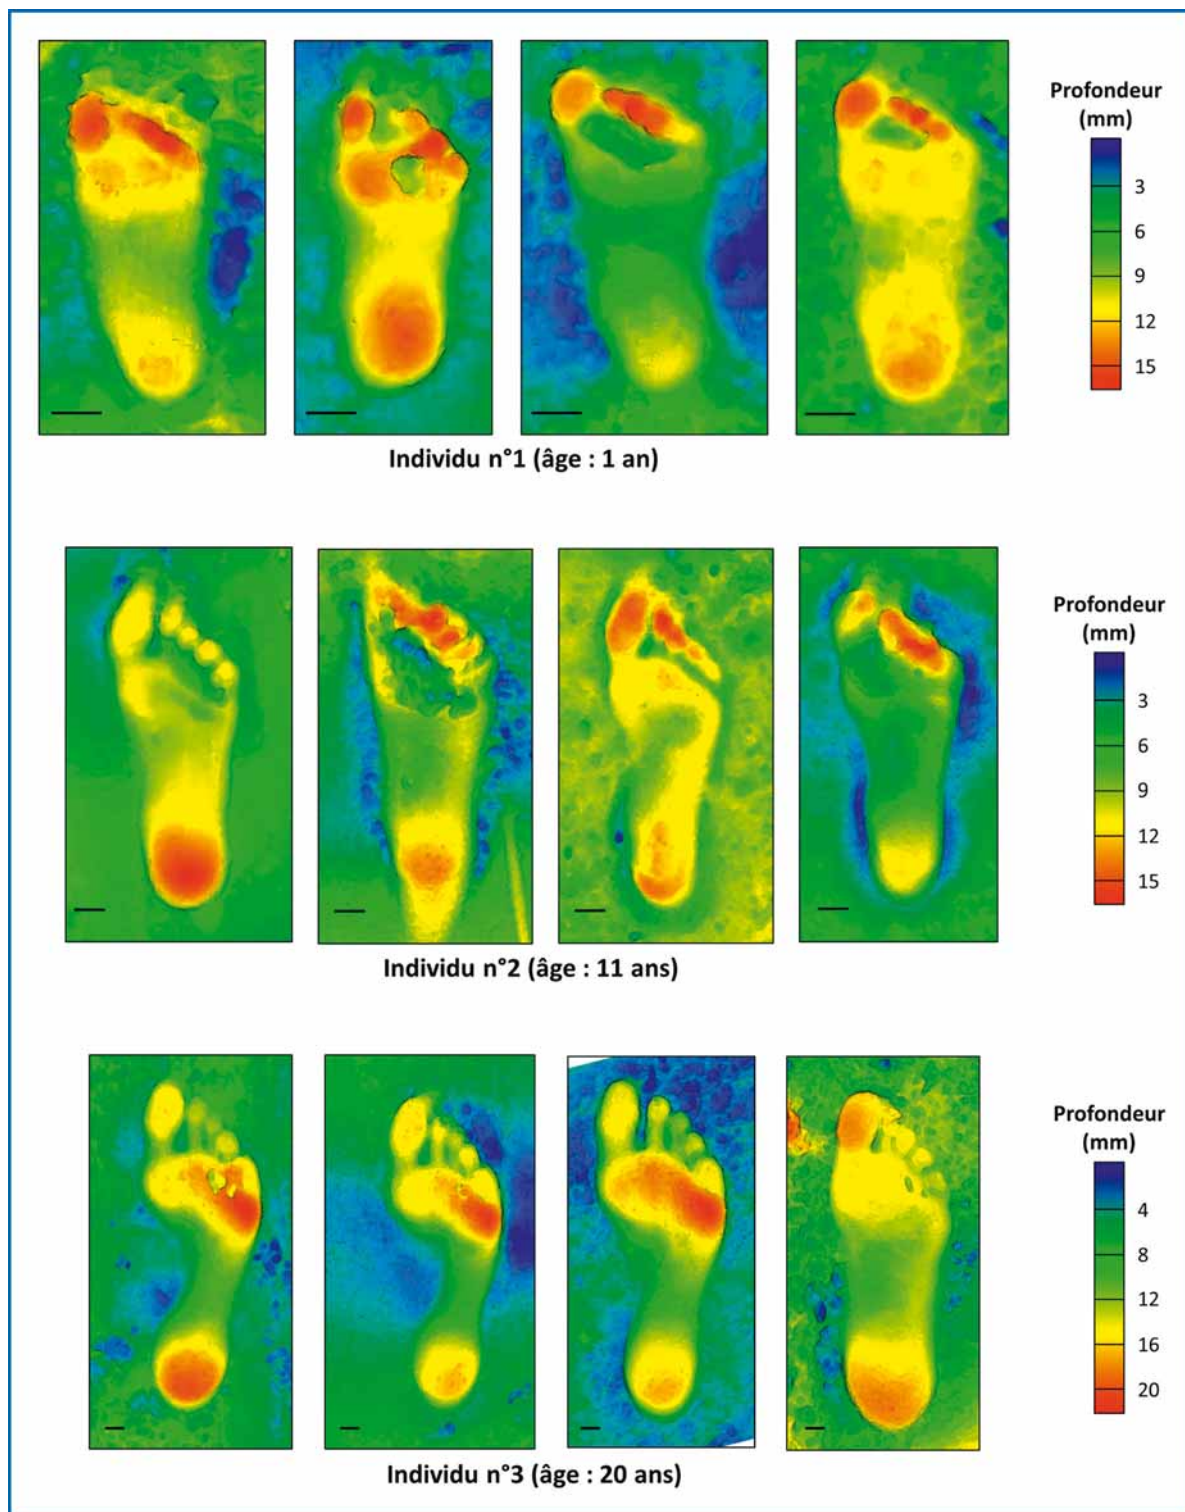 Profondeur
(mm)
3
6
9
12
15
Individu n°1 (âge : 1 an)
Profondeur
(mm)
3
6
9
12
15
Individu n°2 (âge : 11 ans)
Profondeur
(mm)
4
8
12
16
20
Individu n°3 (âge : 20 ans)